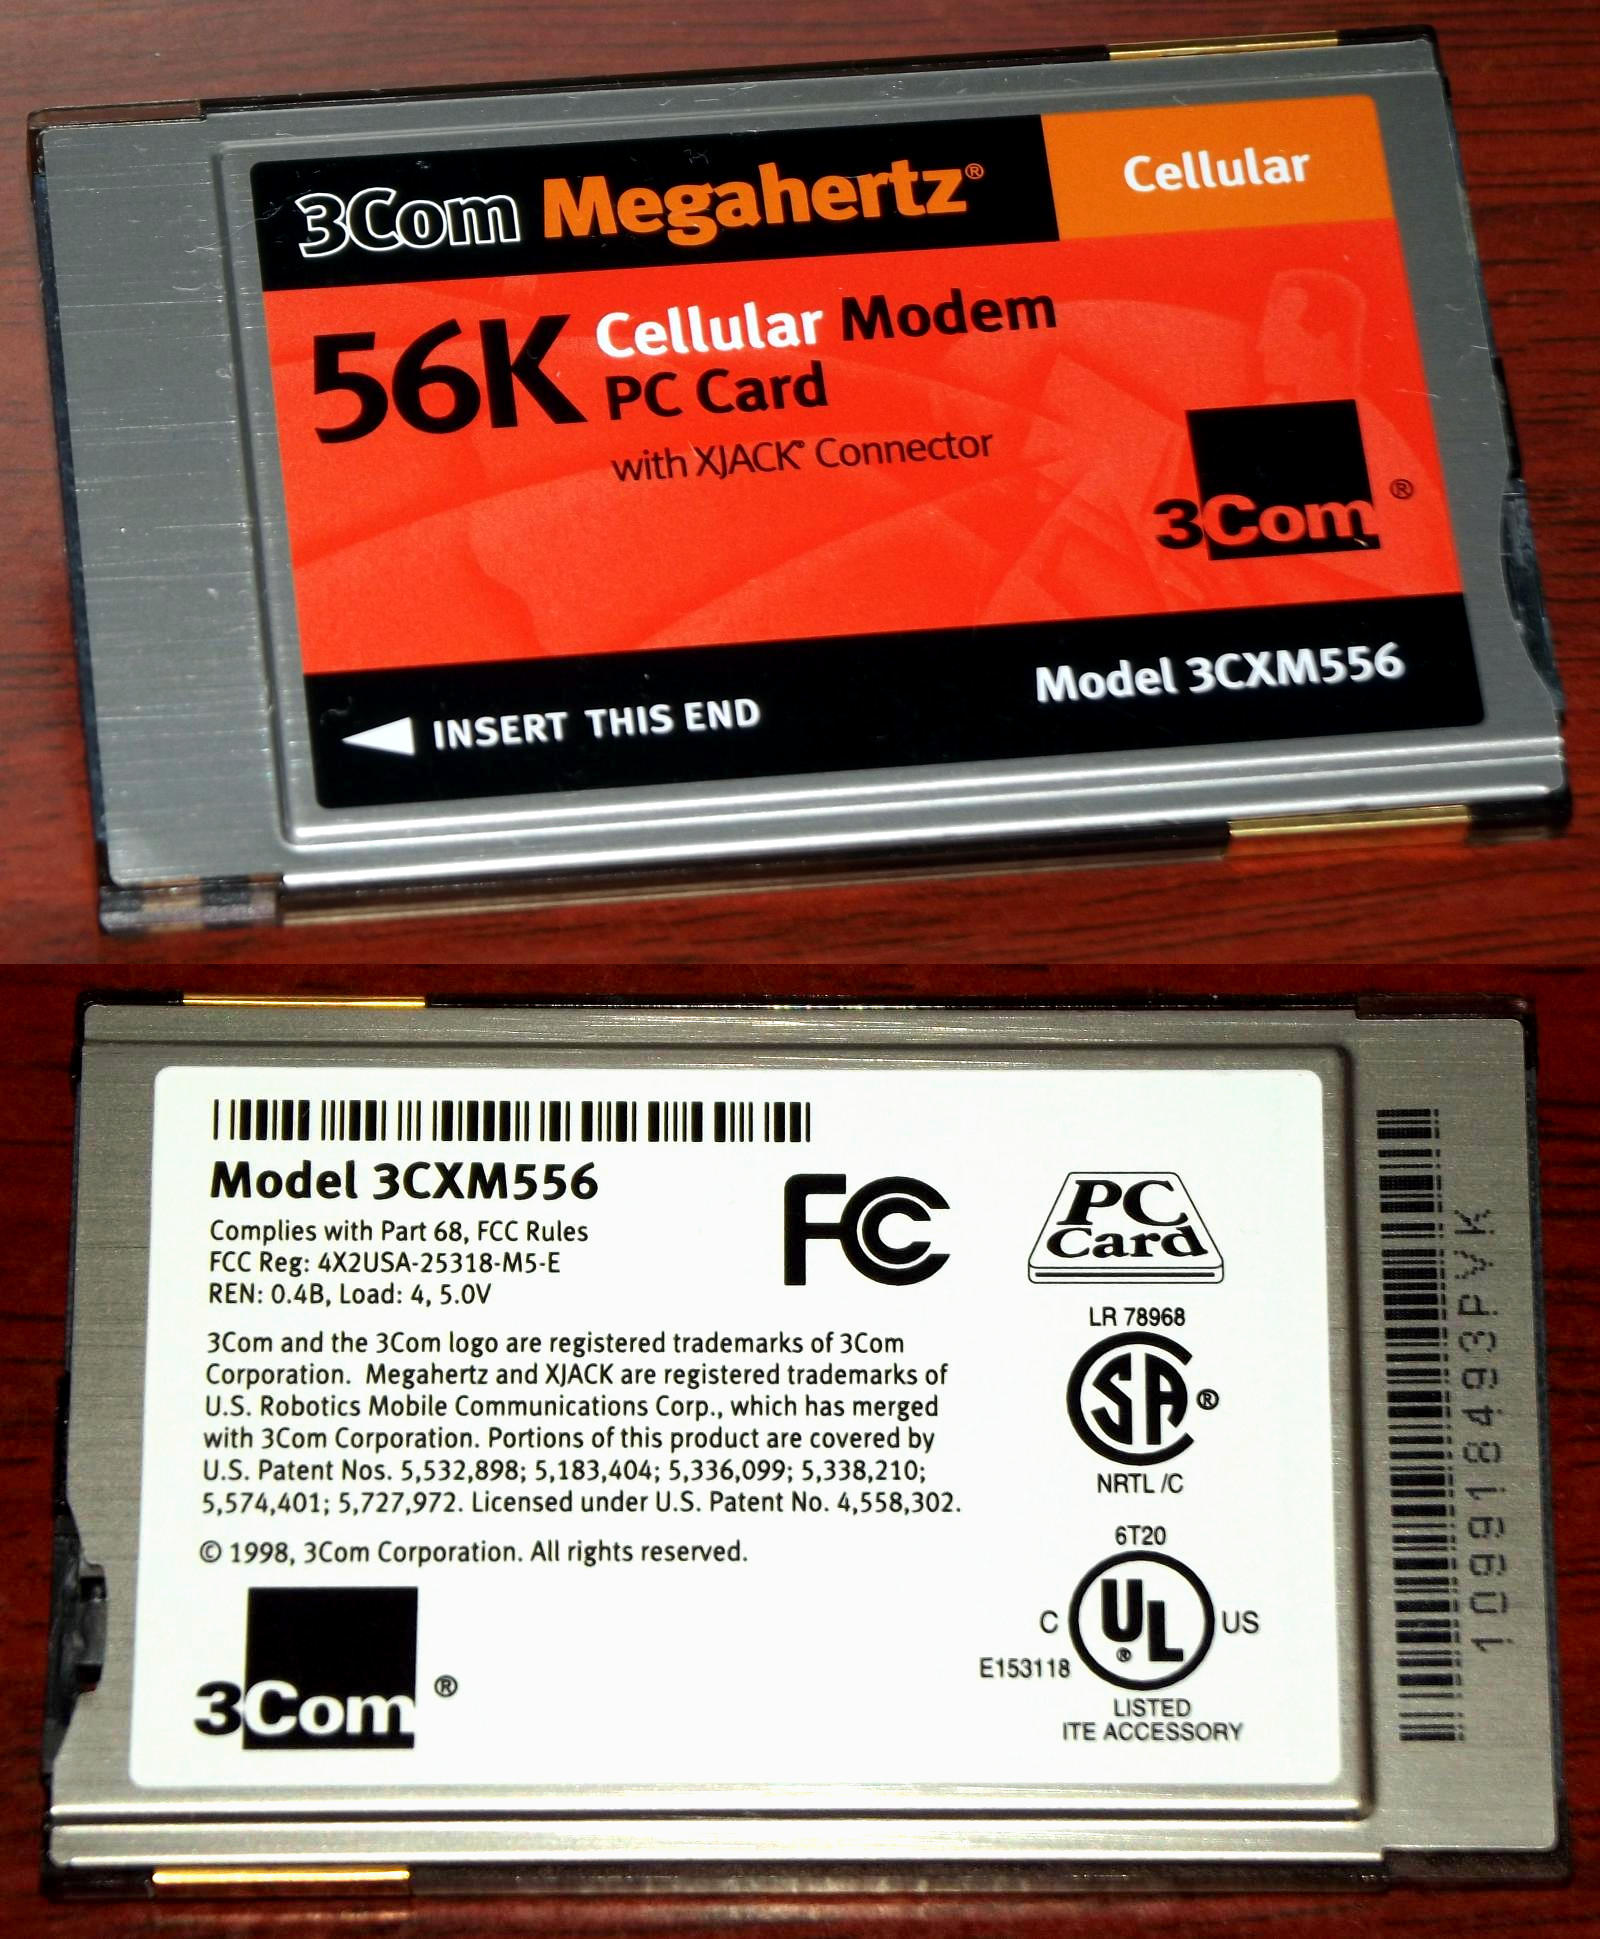 3Com Megahertz®
Cellular
56K Cellular Modem
PC Card
with XJACK® Connector
3Com ®
INSERT THIS END
Model 3CXM556
Model 3CXM556
Complies with Part 68, FCC Rules
FCC Reg: 4X2USA-25318-M5-E
REN: 0.4B, Load: 4, 5.0V
3Com and the 3Com logo are registered trademarks of 3Com
Corporation. Megahertz and XJACK are registered trademarks of
U.S. Robotics Mobile Communications Corp., which has merged
with 3Com Corporation. Portions of this product are covered by
U.S. Patent Nos. 5,532,898; 5,183,404; 5,336,099; 5,338,210;
5,574,401; 5,727,972. Licensed under U.S. Patent No. 4,558,302.
© 1998, 3Com Corporation. All rights reserved.
3Com ®
FC
PC
Card
LR 78968
SA ®
NRTL /C
6T20
C UL ® US
E153118
LISTED
ITE ACCESSORY
109918493PVK